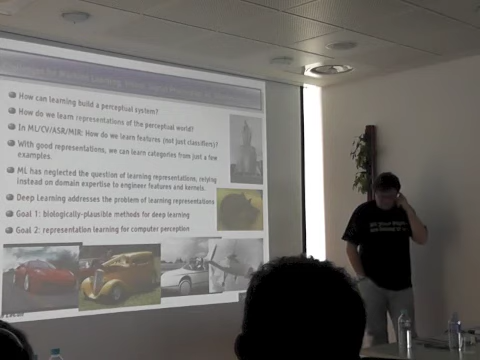 How can learning build a perceptual system?
How do we learn representations of the perceptual world?
In ML/CV/ASR/MIR: How do we learn features (not just classifiers)?
With good representations, we can learn categories from just a few
examples.
ML has neglected the question of learning representations, relying
instead on domain expertise to engineer features and kernels.
Deep Learning addresses the problem of learning representations
Goal 1: biologically-plausible methods for deep learning
Goal 2: representation learning for computer perception